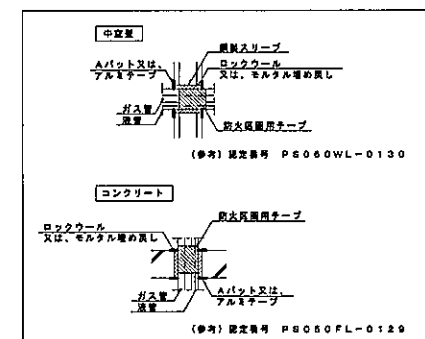 中空壁
鋼製スリーブ
Aパット又は、
アルミテープ
ロックウール
又は、モルタル埋め戻し
ガス管
液管
防火区画用テープ
(参考) 認定番号 PS060WL-0130
コンクリート
防火区画用テープ
ロックウール
又は、モルタル埋め戻し
Aパット又は、
アルミテープ
ガス管
液管
(参考) 認定番号 PS060FL-0129